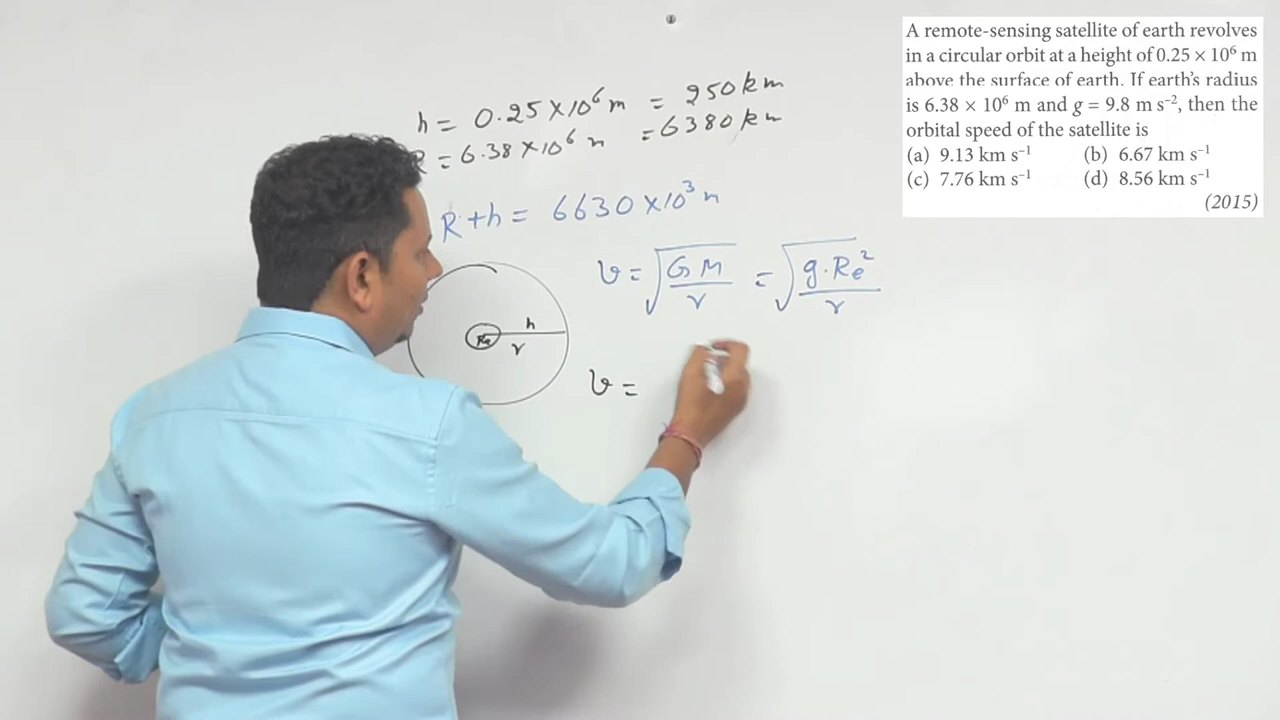 h = 0.25 × 10⁶ m = 250 km
R = 6.38 × 10⁶ m = 6380 km
R + h = 6630 × 10³ m
v = √(GM/r) = √(g.Re²/r)
Re h r
v =
A remote-sensing satellite of earth revolves
in a circular orbit at a height of 0.25 × 10⁶ m
above the surface of earth. If earth's radius
is 6.38 × 10⁶ m and g = 9.8 m s⁻², then the
orbital speed of the satellite is
(a) 9.13 km s⁻¹ (b) 6.67 km s⁻¹
(c) 7.76 km s⁻¹ (d) 8.56 km s⁻¹
(2015)